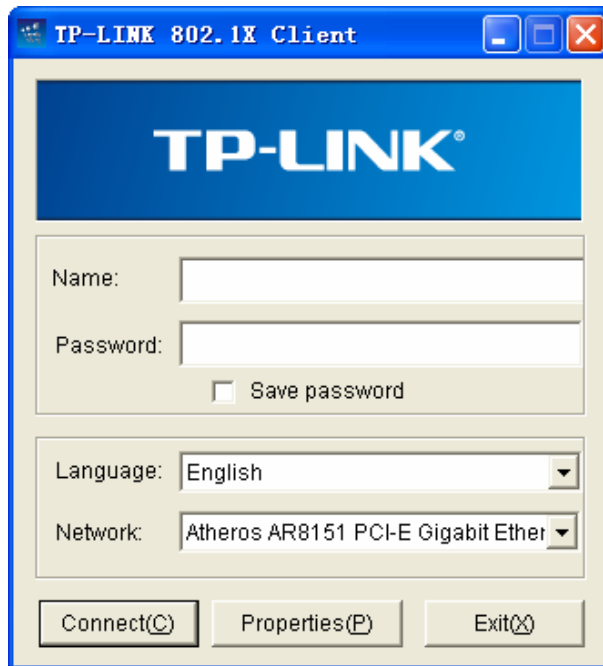 TP-LINK 802.1X Client
TP-LINK®
Name:
Password:
Save password
Language: English
Network: Atheros AR8151 PCI-E Gigabit Ether
Connect(C) Properties(P) Exit(X)